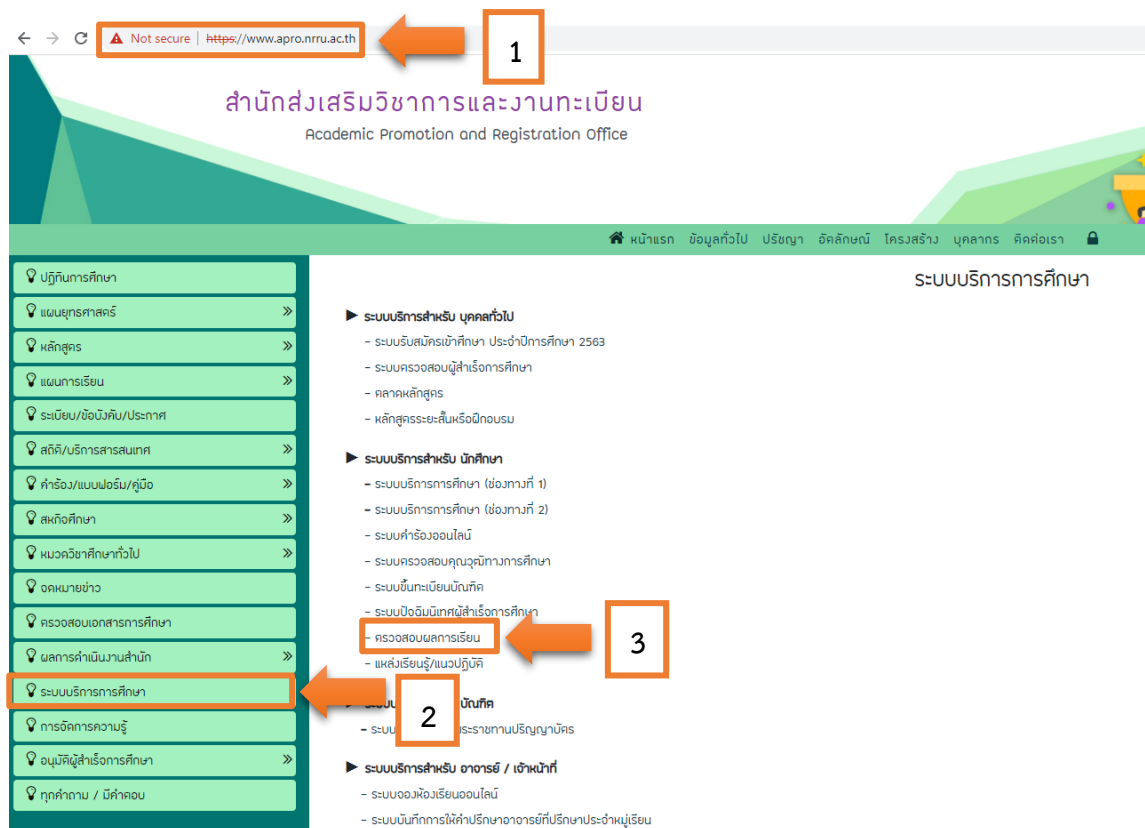 Not secure | https://www.apro.nrru.ac.th
1
สำนักส่งเสริมวิชาการและงานทะเบียน
Academic Promotion and Registration Office
หน้าแรก ข้อมูลทั่วไป ปรัชญา อัตลักษณ์ โครงสร้าง บุคลากร ติดต่อเรา
ปฏิทินการศึกษา
แผนยุทธศาสตร์
หลักสูตร
แผนการเรียน
ระเบียบ/ข้อบังคับ/ประกาศ
สถิติ/บริการสารสนเทศ
คำร้อง/แบบฟอร์ม/คู่มือ
สหกิจศึกษา
หมวดวิชาศึกษาทั่วไป
จดหมายข่าว
ตรวจสอบเอกสารการศึกษา
ผลการดำเนินงานสำนัก
ระบบบริการการศึกษา
2
การจัดการความรู้
อนุมัติผู้สำเร็จการศึกษา
ทุกคำถาม / มีคำตอบ
ระบบบริการการศึกษา
ระบบบริการสำหรับ บุคคลทั่วไป
- ระบบรับสมัครเข้าศึกษา ประจำปีการศึกษา 2563
- ระบบตรวจสอบผู้สำเร็จการศึกษา
- ตลาดหลักสูตร
- หลักสูตรระยะสั้นหรือฝึกอบรม
ระบบบริการสำหรับ นักศึกษา
- ระบบบริการการศึกษา (ช่องทางที่ 1)
- ระบบบริการการศึกษา (ช่องทางที่ 2)
- ระบบคำร้องออนไลน์
- ระบบตรวจสอบคุณวุฒิทางการศึกษา
- ระบบขึ้นทะเบียนบัณฑิต
- ระบบปัจฉิมนิเทศผู้สำเร็จการศึกษา
- ตรวจสอบผลการเรียน
3
- แหล่งเรียนรู้/แนวปฏิบัติ
บัณฑิต
- ระบบ ระราชทานปริญญาบัตร
ระบบบริการสำหรับ อาจารย์ / เจ้าหน้าที่
- ระบบจองห้องเรียนออนไลน์
- ระบบบันทึกการให้คำปรึกษาอาจารย์ที่ปรึกษาประจำหมู่เรียน